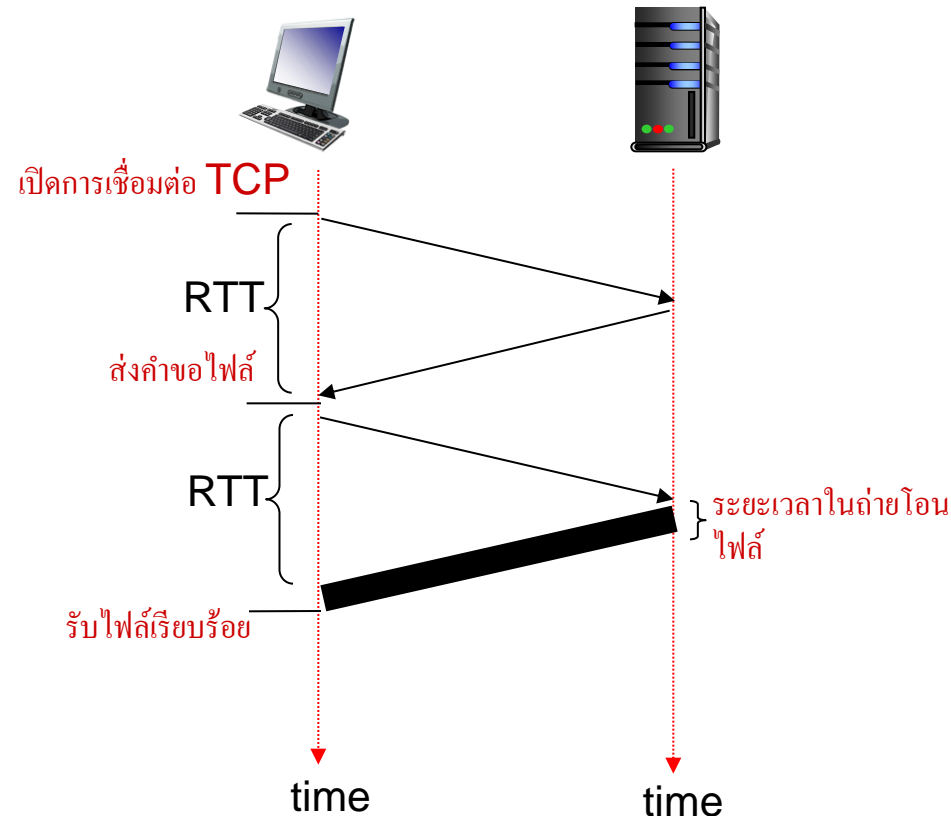 เปิดการเชื่อมต่อ TCP
RTT
ส่งคำขอไฟล์
RTT
ระยะเวลาในถ่ายโอน
ไฟล์
รับไฟล์เรียบร้อย
time
time